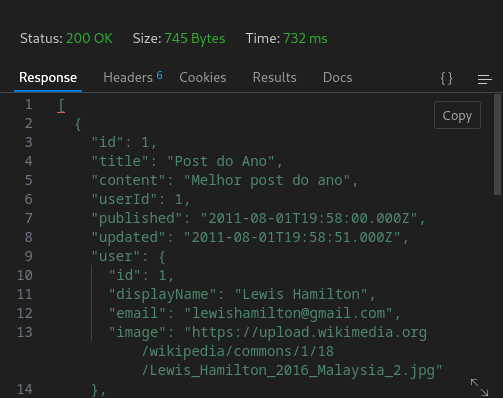 Status: 200 OK Size: 745 Bytes Time: 732 ms
Response Headers 6 Cookies Results Docs {}
Copy
1 [
2 {
3 "id": 1,
4 "title": "Post do Ano",
5 "content": "Melhor post do ano",
6 "userId": 1,
7 "published": "2011-08-01T19:58:00.000Z",
8 "updated": "2011-08-01T19:58:51.000Z",
9 "user": {
10 "id": 1,
11 "displayName": "Lewis Hamilton",
12 "email": "lewishamilton@gmail.com",
13 "image": "https://upload.wikimedia.org
/wikipedia/commons/1/18
/Lewis_Hamilton_2016_Malaysia_2.jpg"
14 },